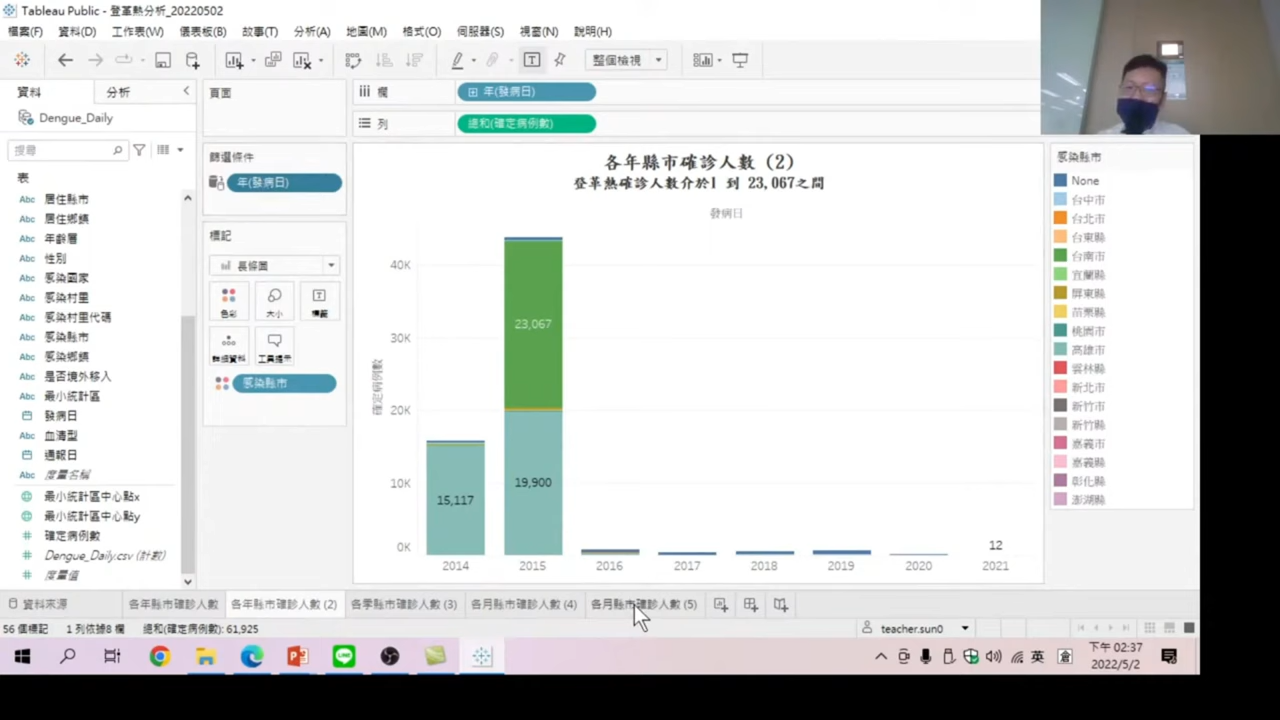 Tableau Public - 登革熱分析_20220502
檔案(F) 資料(D) 工作表(W) 儀表板(B) 故事(T) 分析(A) 地圖(M) 格式(O) 伺服器(S) 視窗(N) 說明(H)
整個檢視
資料 分析
Dengue_Daily
搜尋
表
Abc 居住縣市
Abc 居住鄉鎮
Abc 年齡層
Abc 性別
Abc 感染國家
Abc 感染村里
Abc 感染村里代碼
Abc 感染縣市
Abc 感染鄉鎮
Abc 是否境外移入
Abc 最小統計區
發病日
Abc 血清型
通報日
Abc 度量名稱
最小統計區中心點x
最小統計區中心點y
確定病例數
Dengue_Daily.csv (計數)
度量值
頁面
篩選條件
年(發病日)
標記
長條圖
色彩 大小 標籤
詳細資料 工具提示
感染縣市
欄 年(發病日)
列 總和(確定病例數)
各年縣市確診人數 (2)
登革熱確診人數介於1 到 23,067之間
發病日
確定病例數
40K
30K
20K
10K
0K
23,067
19,900
15,117
12
2014 2015 2016 2017 2018 2019 2020 2021
感染縣市
None
台中市
台北市
台東縣
台南市
宜蘭縣
屏東縣
苗栗縣
桃園市
高雄市
雲林縣
新北市
新竹市
新竹縣
嘉義市
嘉義縣
彰化縣
澎湖縣
資料來源 各年縣市確診人數 各年縣市確診人數 (2) 各季縣市確診人數 (3) 各月縣市確診人數 (4) 各月縣市確診人數 (5)
56 個標記 1 列依據8 欄 總和(確定病例數): 61,925 teacher.sun0
英
下午 02:37
2022/5/2